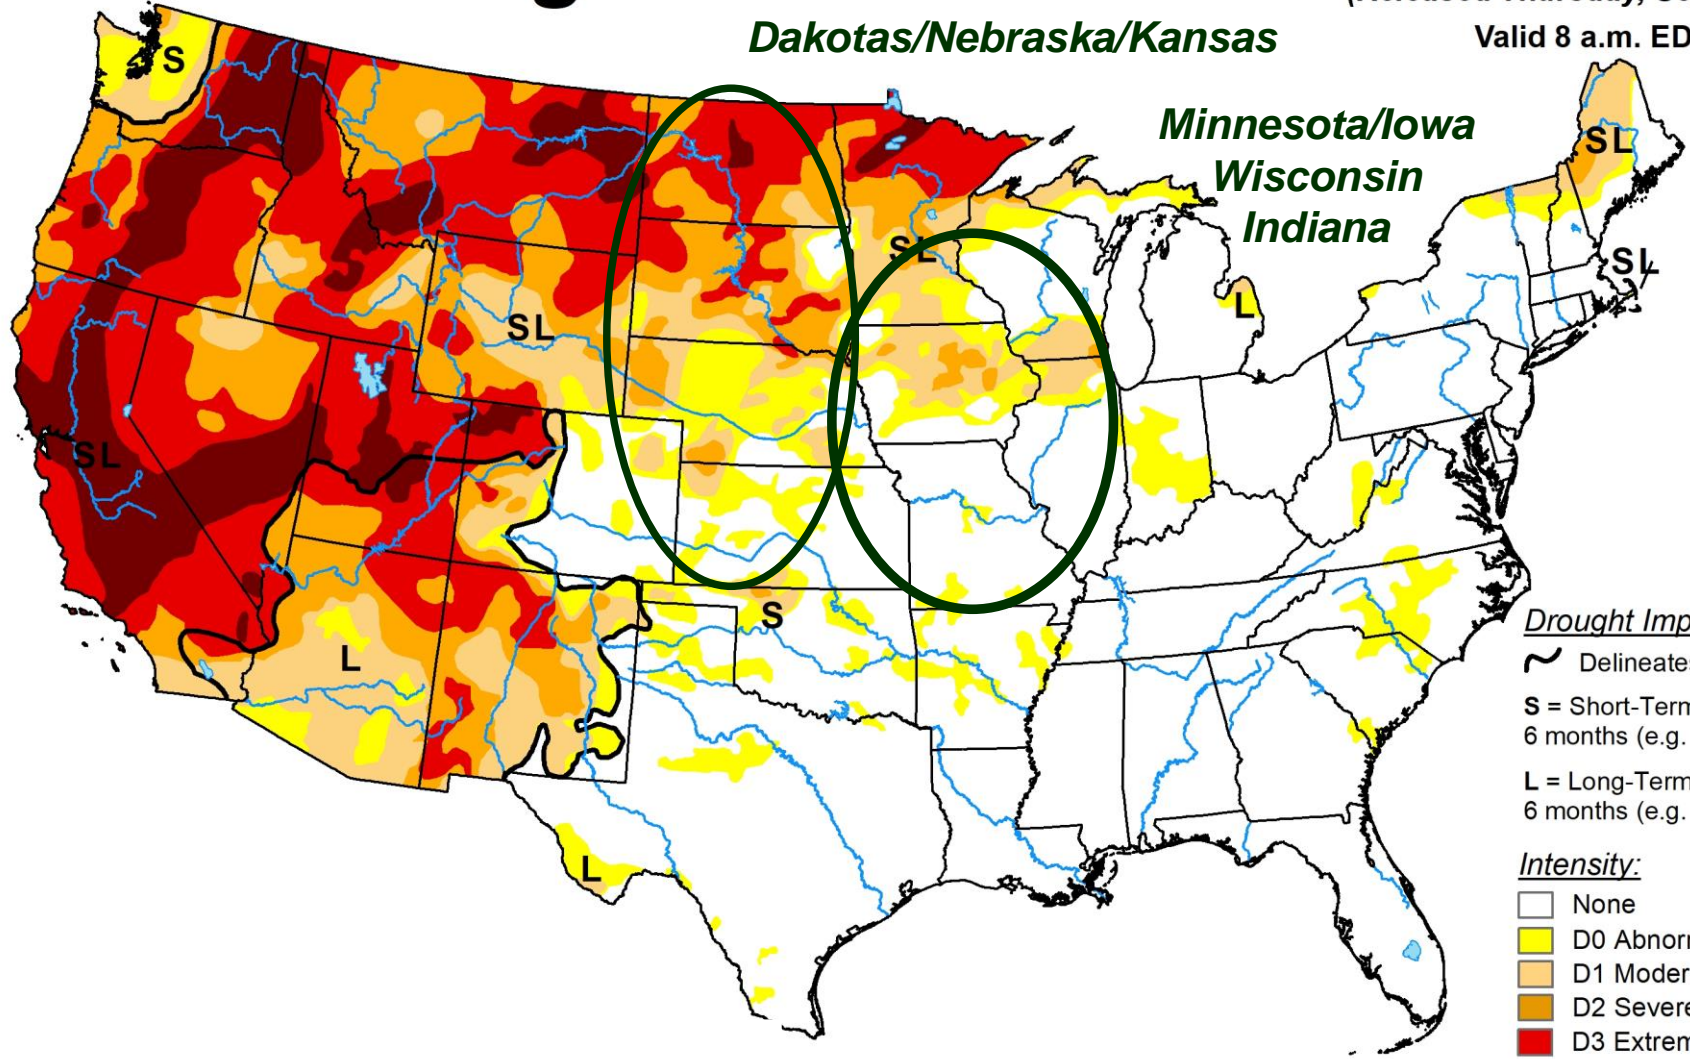 Valid 8 a.m. ED
Dakotas/Nebraska/Kansas
Minnesota/Iowa
Wisconsin
Indiana
S
SL
SL
SL
L
SL
SL
L
S
L
Drought Imp
Delineate
S = Short-Term
6 months (e.g.
L = Long-Term
6 months (e.g.
Intensity:
None
D0 Abnorm
D1 Moder
D2 Severe
D3 Extrem